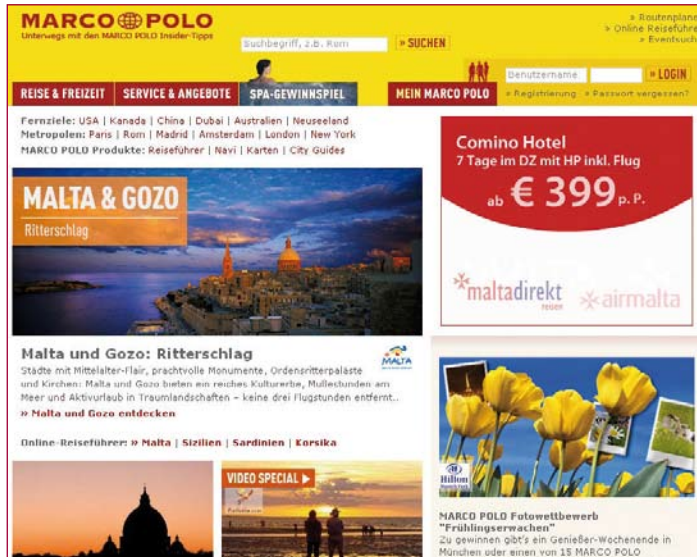 MARCO POLO
Unterwegs mit den MARCO POLO Insider-Tipps
Suchbegriff, z.B. Rom
» SUCHEN
» Routenplane
» Online Reiseführe
» Eventsuch
Benutzername
» LOGIN
REISE & FREIZEIT
SERVICE & ANGEBOTE
SPA-GEWINNSPIEL
MEIN MARCO POLO
» Registrierung » Passwort vergessen?
Fernziele: USA | Kanada | China | Dubai | Australien | Neuseeland
Metropolen: Paris | Rom | Madrid | Amsterdam | London | New York
MARCO POLO Produkte: Reiseführer | Navi | Karten | City Guides
MALTA & GOZO
Ritterschlag
Malta und Gozo: Ritterschlag
MALTA
Städte mit Mittelalter-Flair, prachtvolle Monumente, Ordensritterpaläste
und Kirchen: Malta und Gozo bieten ein reiches Kulturerbe, Mußestunden am
Meer und Aktivurlaub in Traumlandschaften – keine drei Flugstunden entfernt..
» Malta und Gozo entdecken
Online-Reiseführer: » Malta | Sizilien | Sardinien | Korsika
VIDEO SPECIAL
Comino Hotel
7 Tage im DZ mit HP inkl. Flug
ab € 399 p. P.
maltadirekt
reisen
airmalta
Hilton
Munich Park
MARCO POLO Fotowettbewerb
"Frühlingserwachen"
Zu gewinnen gibt's ein Genießer-Wochenende in
München oder einen von 15 MARCO POLO